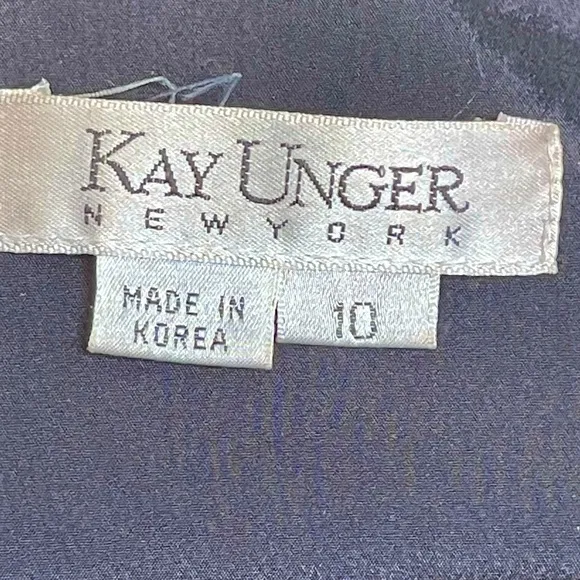 KAY UNGER
NEW YORK
MADE IN
KOREA
10